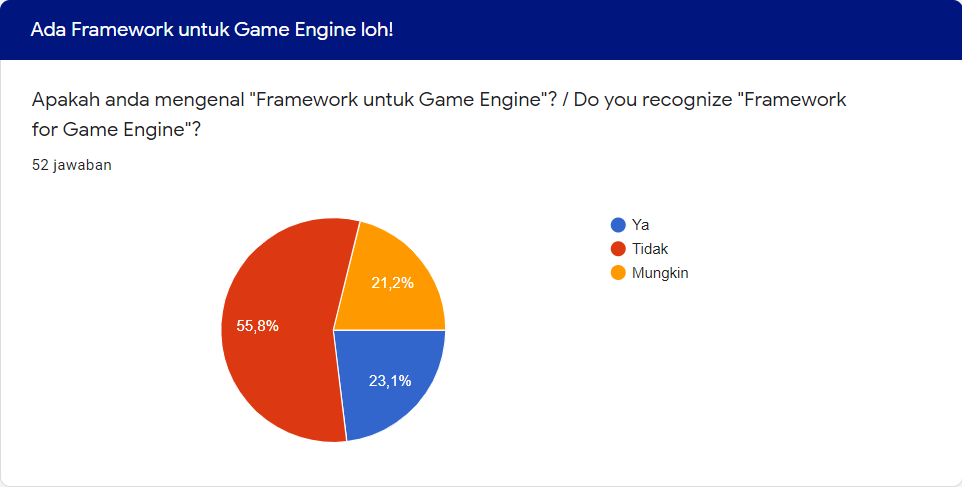 Ada Framework untuk Game Engine loh!
Apakah anda mengenal "Framework untuk Game Engine"? / Do you recognize "Framework
for Game Engine"?
52 jawaban
Ya
Tidak
Mungkin
21,2%
55,8%
23,1%